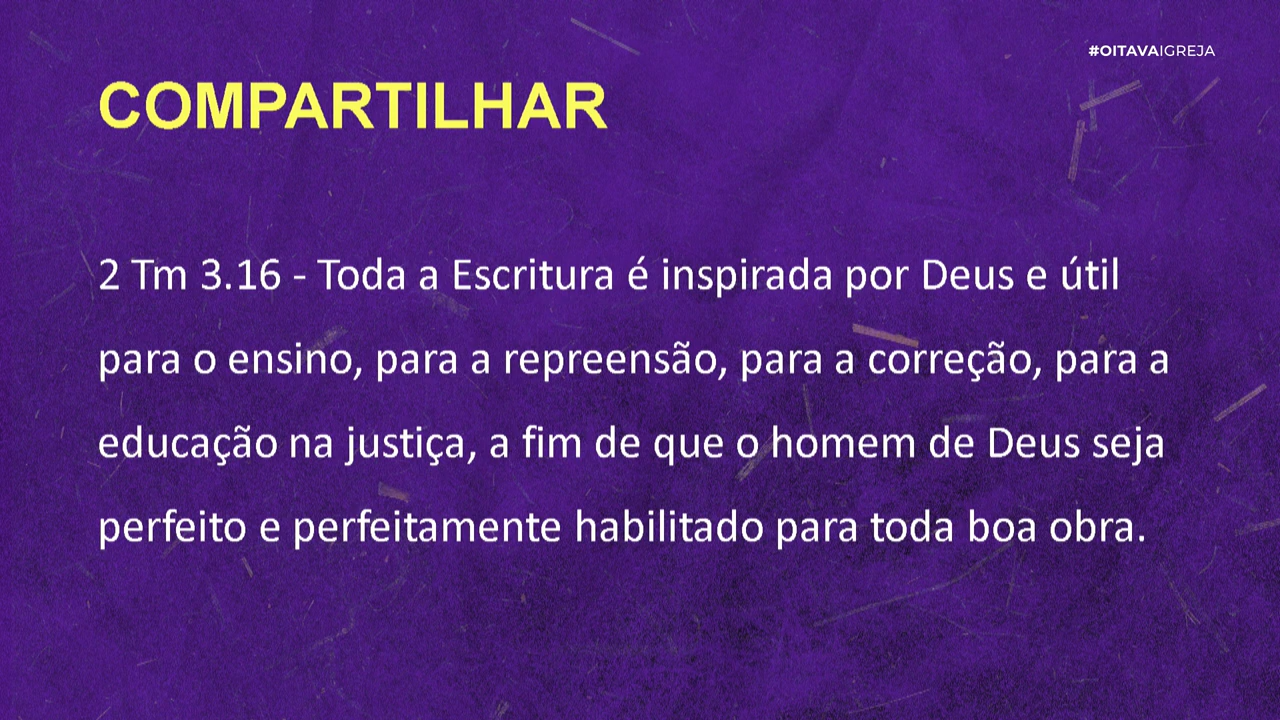 #OITAVAIGREJA
COMPARTILHAR
2 Tm 3.16 - Toda a Escritura é inspirada por Deus e útil
para o ensino, para a repreensão, para a correção, para a
educação na justiça, a fim de que o homem de Deus seja
perfeito e perfeitamente habilitado para toda boa obra.